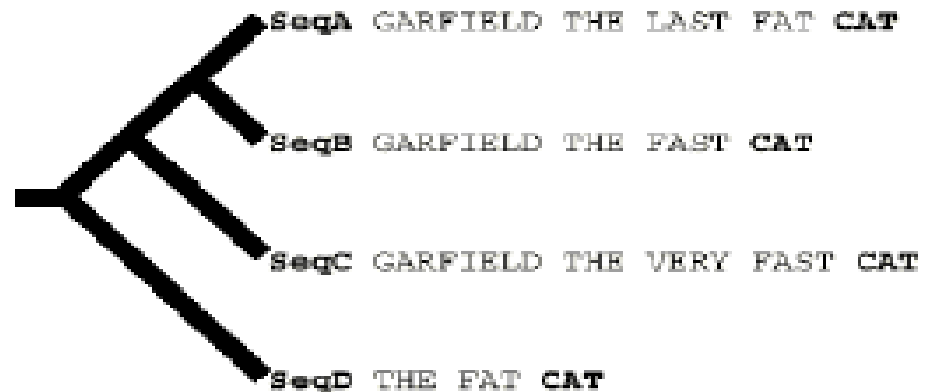 SeqA GARFIELD THE LAST FAT CAT
SeqB GARFIELD THE FAST CAT
SeqC GARFIELD THE VERY FAST CAT
SeqD THE FAT CAT